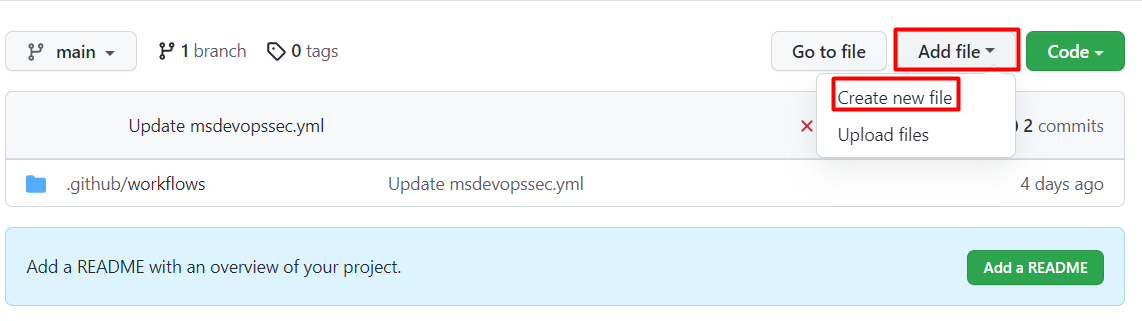 main 1 branch 0 tags Go to file Add file Code
Create new file
Update msdevopssec.yml 2 commits
Upload files
.github/workflows Update msdevopssec.yml 4 days ago
Add a README with an overview of your project. Add a README